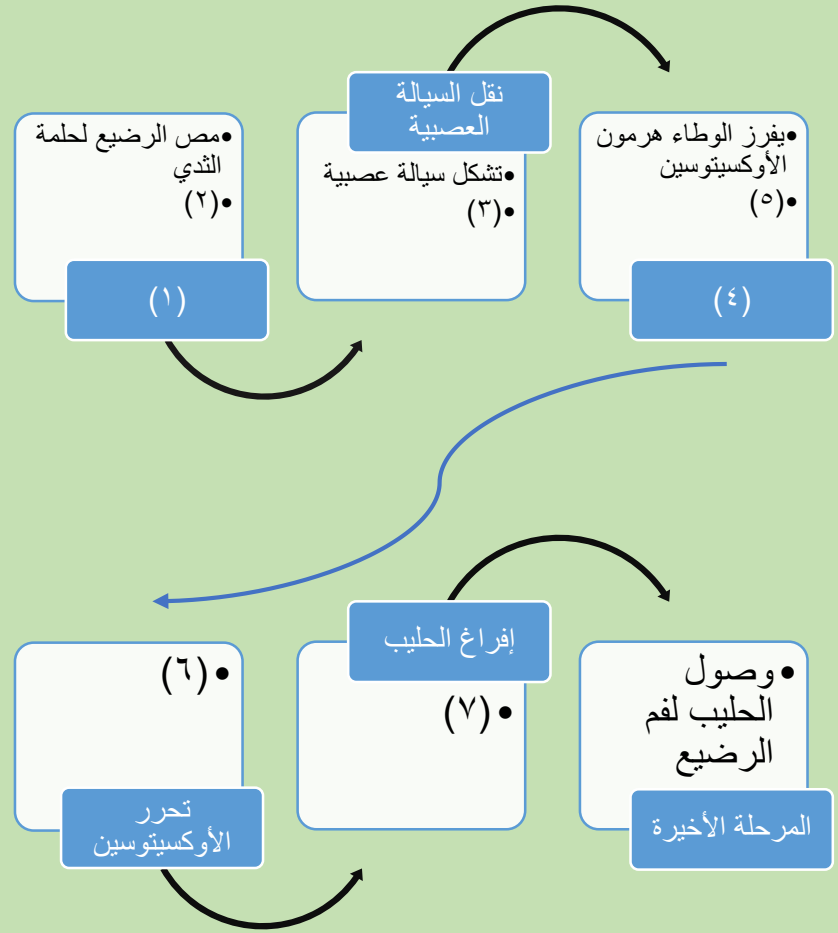 •مص الرضيع لحلمة
الثدي
•(٢)
(١)
نقل السيالة
العصبية
•تشكل سيالة عصبية
•(٣)
•يفرز الوطاء هرمون
الأوكسيتوسين
•(٥)
(٤)
•(٦)
تحرر
الأوكسيتوسين
إفراغ الحليب
•(٧)
•وصول
الحليب لفم
الرضيع
المرحلة الأخيرة